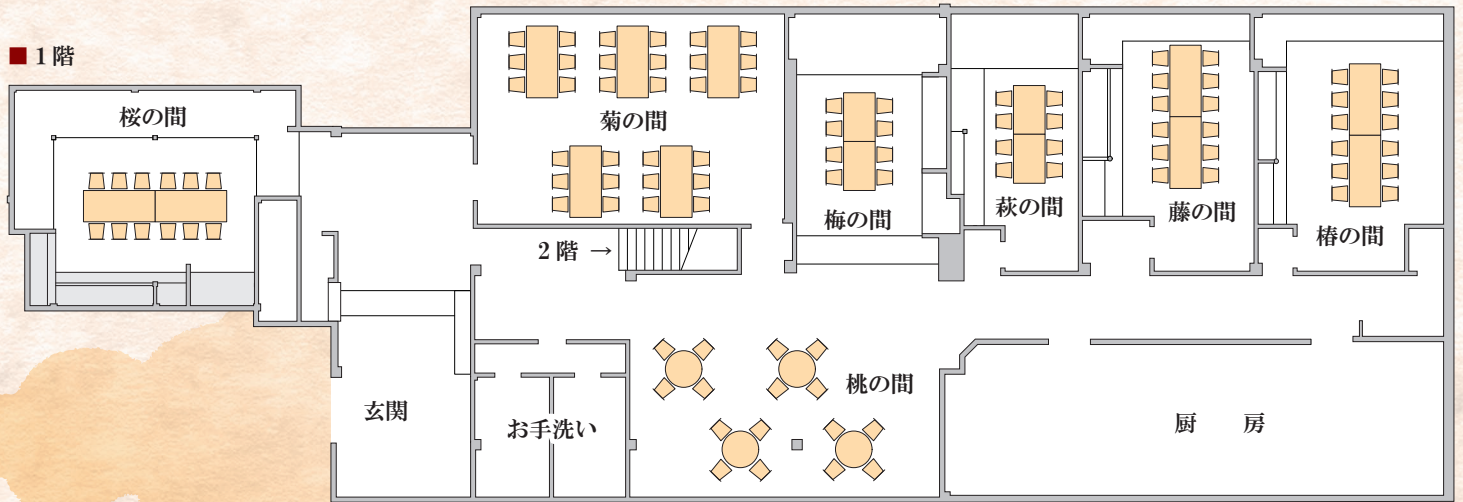 ■ 1階
桜の間
菊の間
梅の間
萩の間
藤の間
椿の間
2階 →
桃の間
玄関
お手洗い
厨　房